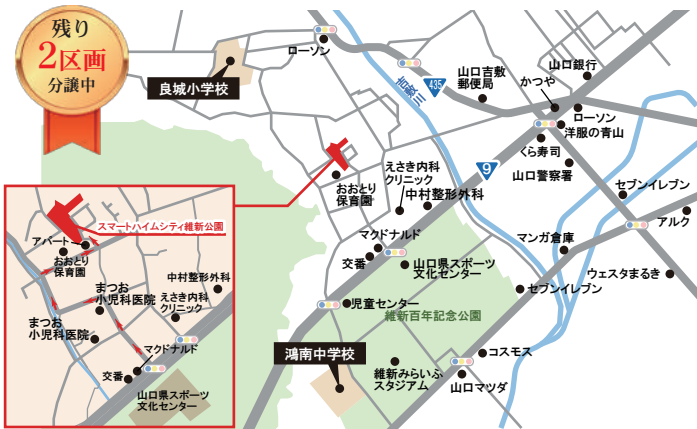 残り
2区画
分譲中
良城小学校
ローソン
吉敷川
435
山口吉敷
郵便局
山口銀行
かつや
ローソン
洋服の青山
くら寿司
山口警察署
9
おおとり
保育園
えさき内科
クリニック
中村整形外科
セブンイレブン
アルク
マンガ倉庫
ウェスタまるき
セブンイレブン
マクドナルド
交番
山口県スポーツ
文化センター
児童センター
維新百年記念公園
鴻南中学校
維新みらいふ
スタジアム
コスモス
山口マツダ
スマートハイムシティ維新公園
アパート
おおとり
保育園
中村整形外科
まつお
小児科医院
えさき内科
クリニック
まつお
小児科医院
マクドナルド
交番
山口県スポーツ
文化センター